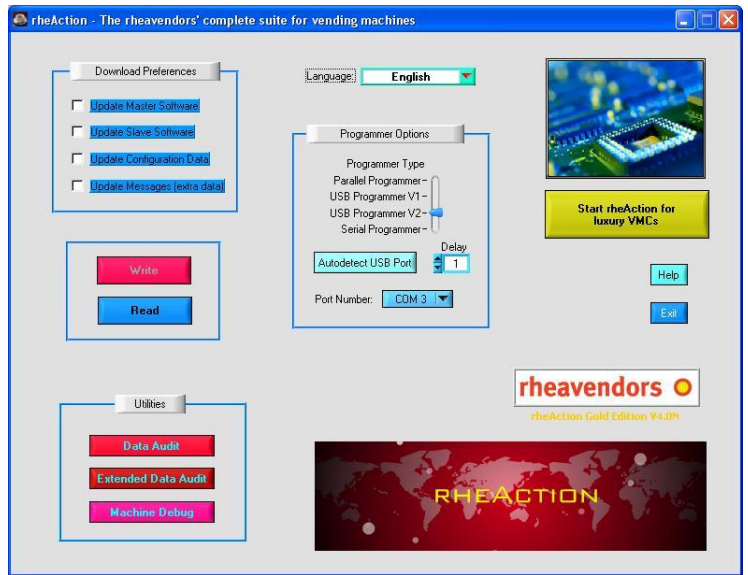 rheAction - The rheavendors' complete suite for vending machines
Download Preferences
Update Master Software
Update Slave Software
Update Configuration Data
Update Messages (extra data)
Write
Read
Utilities
Data Audit
Extended Data Audit
Machine Debug
Language:
English
Programmer Options
Programmer Type
Parallel Programmer-
USB Programmer V1-
USB Programmer V2-
Serial Programmer-
Delay
Autodetect USB Port
1
Port Number:
COM 3
Start rheAction for
luxury VMCs
Help
Exit
rheavendors
rheAction Gold Edition V4.0N
RHEACTION